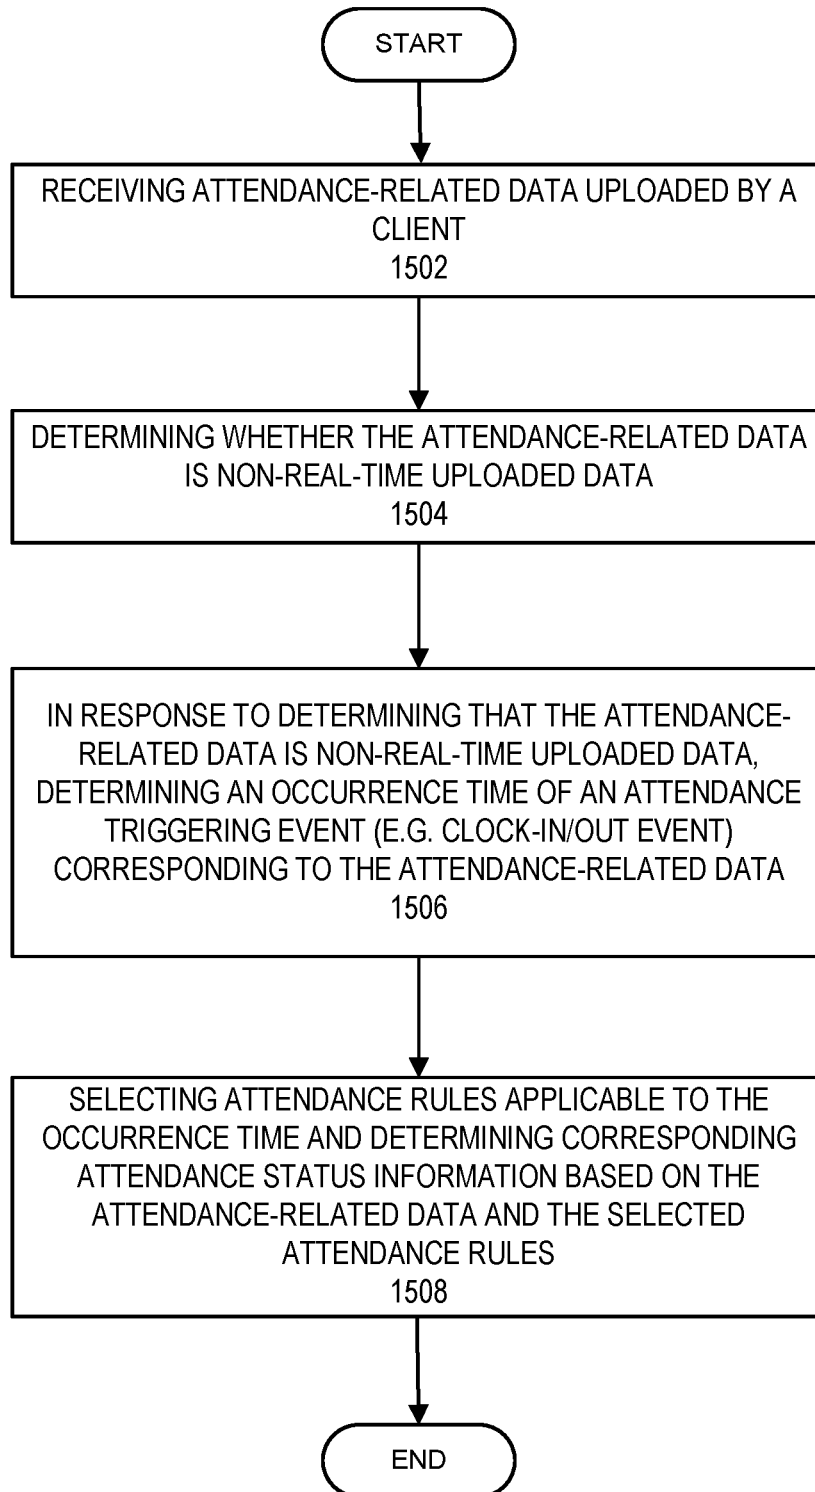 START
RECEIVING ATTENDANCE-RELATED DATA UPLOADED BY A
CLIENT
1502
DETERMINING WHETHER THE ATTENDANCE-RELATED DATA
IS NON-REAL-TIME UPLOADED DATA
1504
IN RESPONSE TO DETERMINING THAT THE ATTENDANCE-
RELATED DATA IS NON-REAL-TIME UPLOADED DATA,
DETERMINING AN OCCURRENCE TIME OF AN ATTENDANCE
TRIGGERING EVENT (E.G. CLOCK-IN/OUT EVENT)
CORRESPONDING TO THE ATTENDANCE-RELATED DATA
1506
SELECTING ATTENDANCE RULES APPLICABLE TO THE
OCCURRENCE TIME AND DETERMINING CORRESPONDING
ATTENDANCE STATUS INFORMATION BASED ON THE
ATTENDANCE-RELATED DATA AND THE SELECTED
ATTENDANCE RULES
1508
END